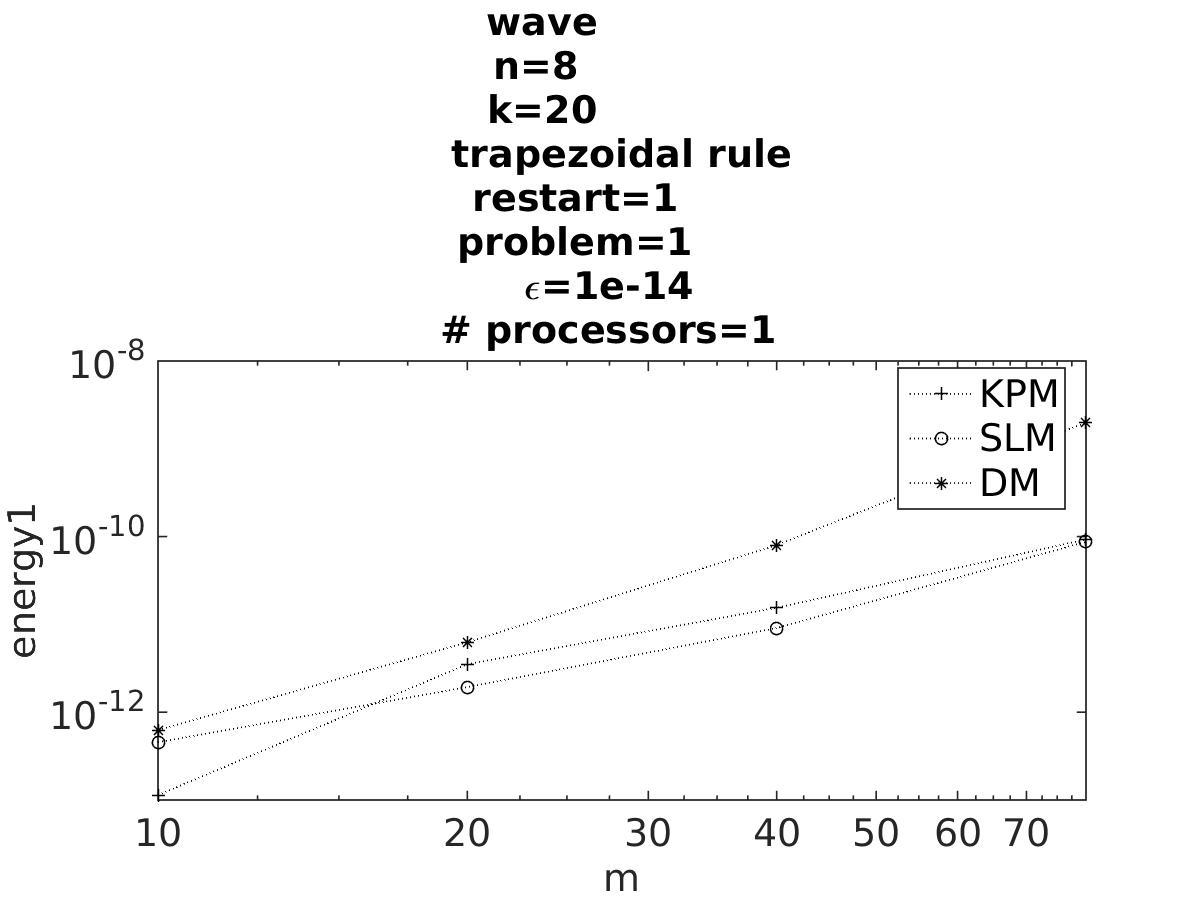 wave
n=8
k=20
trapezoidal rule
restart=1
problem=1
ϵ=1e-14
# processors=1
10^-8
10^-10
10^-12
energy1
KPM
SLM
DM
10 20 30 40 50 60 70
m